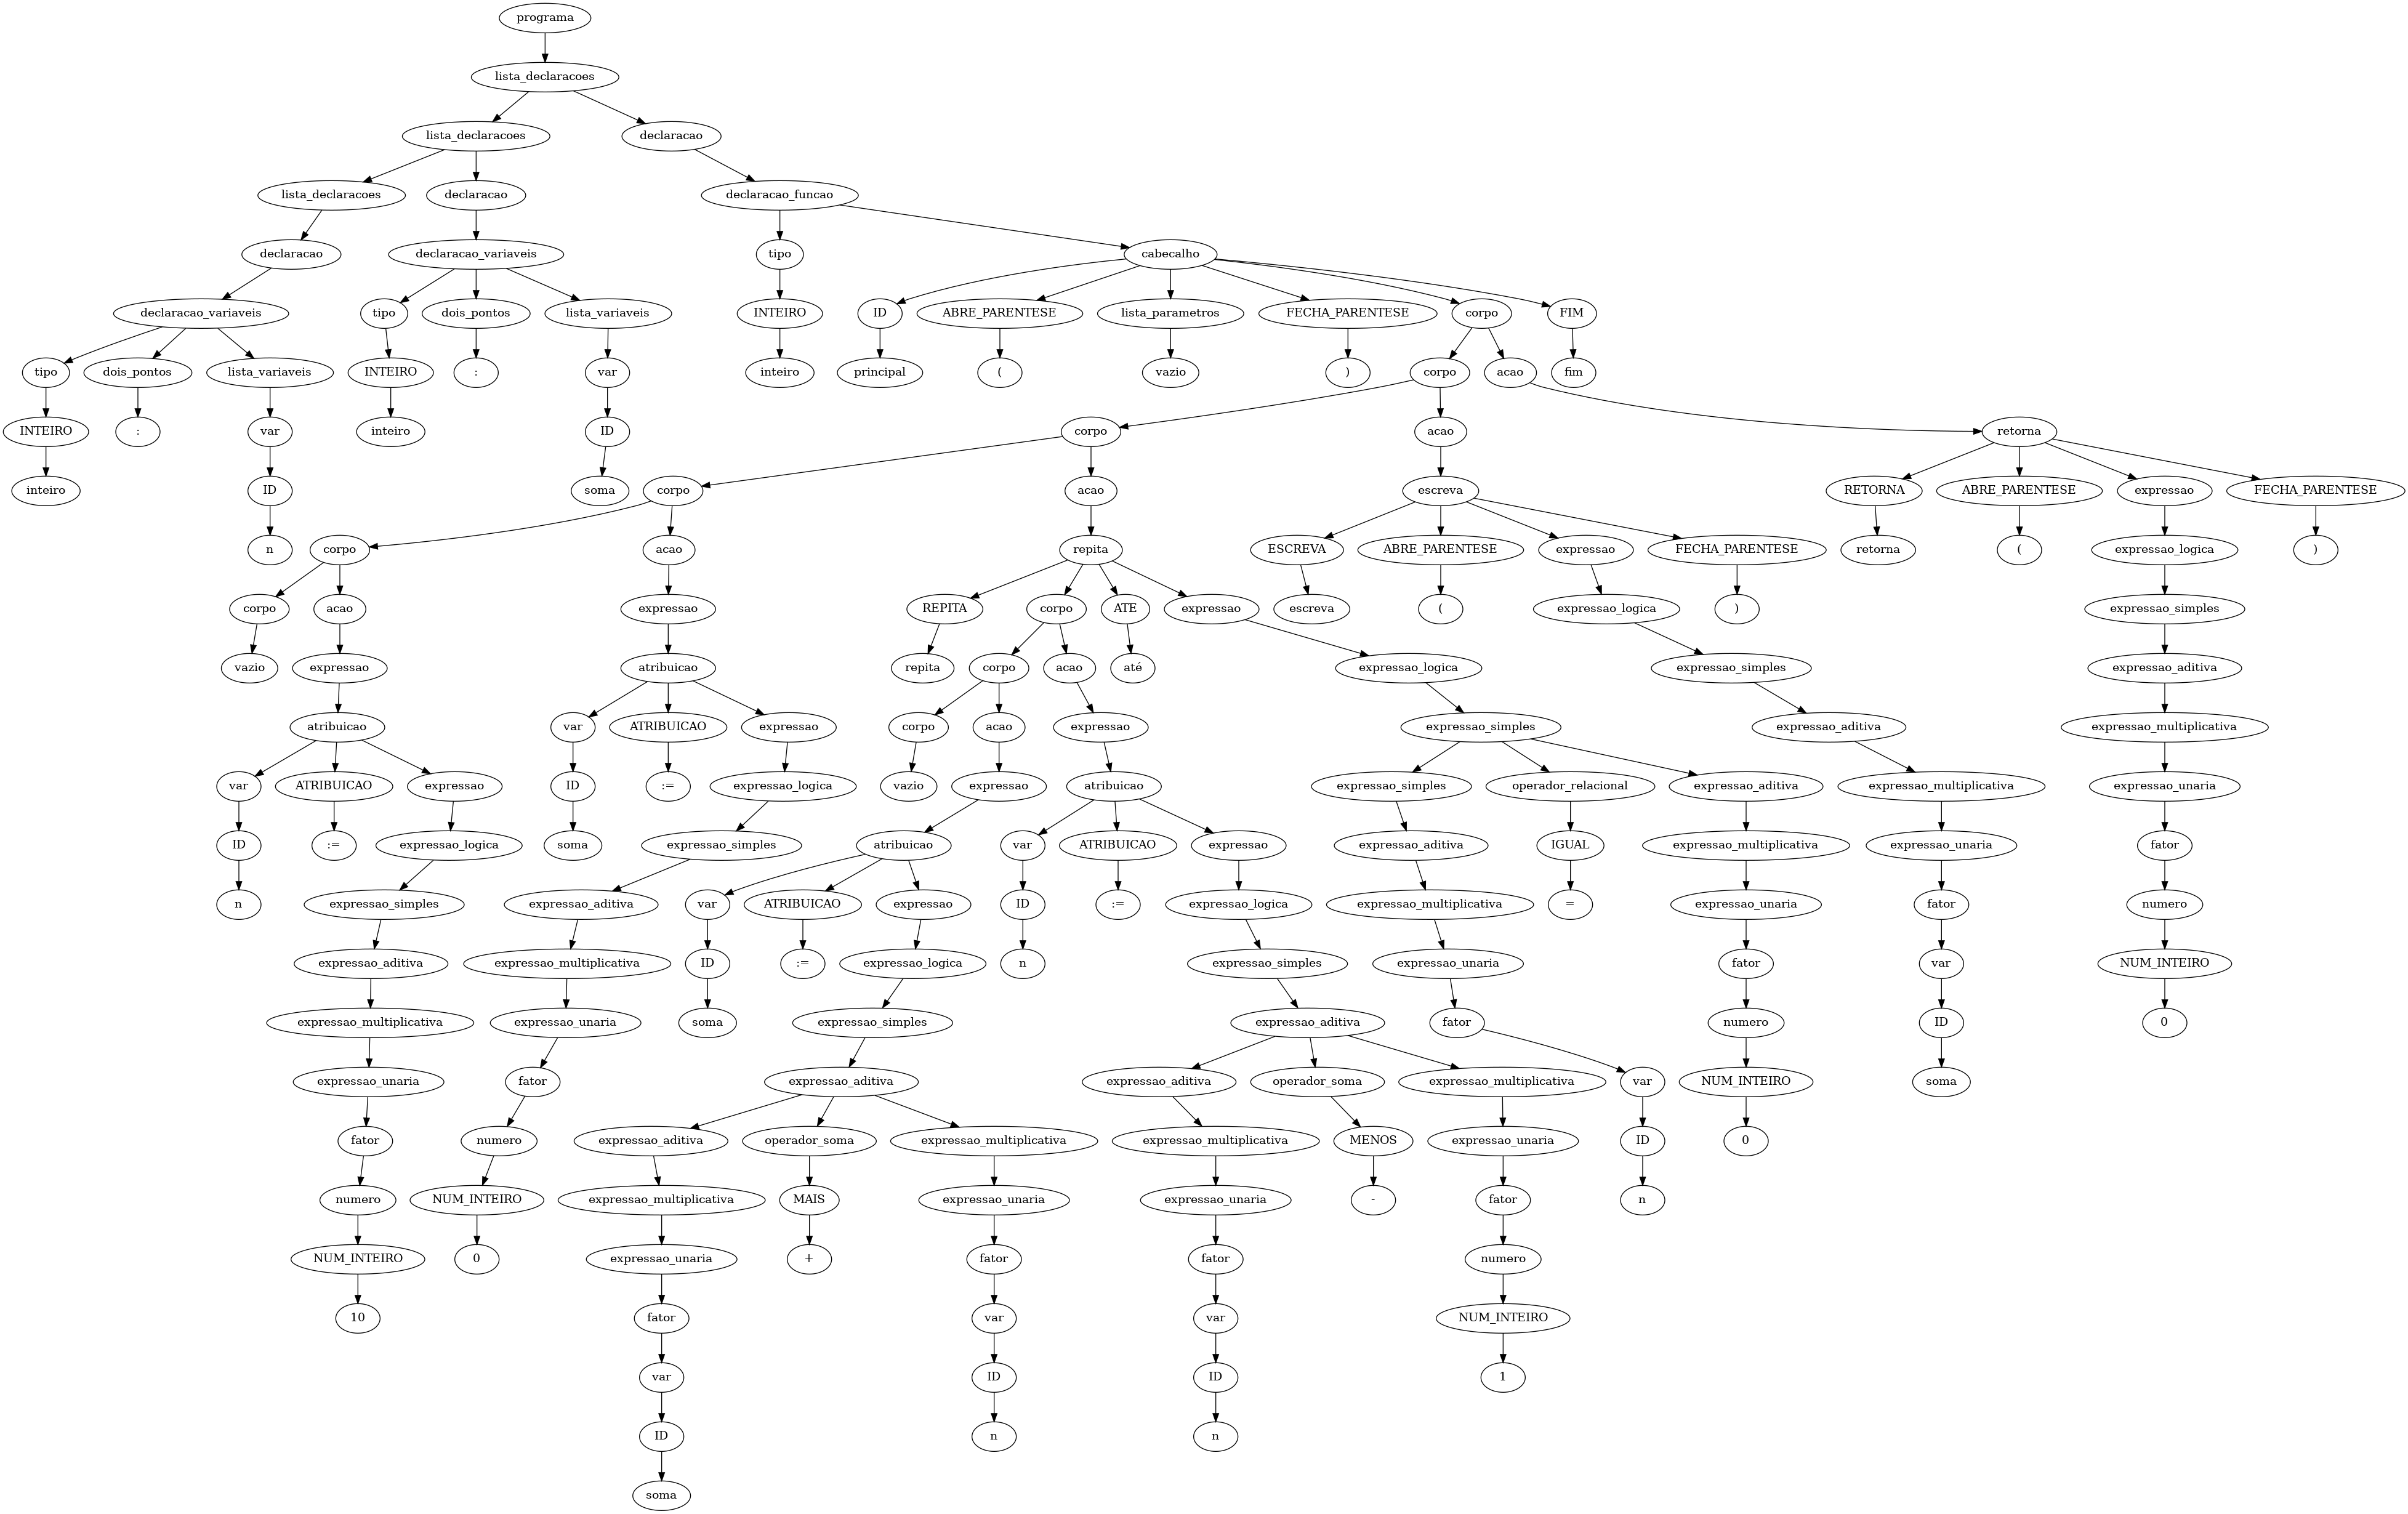 programa
lista_declaracoes
lista_declaracoes declaracao
lista_declaracoes declaracao declaracao_funcao
declaracao declaracao_variaveis tipo cabecalho
declaracao_variaveis tipo dois_pontos lista_variaveis INTEIRO ID ABRE_PARENTESE lista_parametros FECHA_PARENTESE corpo FIM
tipo dois_pontos lista_variaveis INTEIRO : var inteiro principal ( vazio ) corpo acao fim
INTEIRO : var inteiro ID corpo acao retorna
inteiro ID soma corpo acao escreva RETORNA ABRE_PARENTESE expressao FECHA_PARENTESE
n corpo acao repita ESCREVA ABRE_PARENTESE expressao FECHA_PARENTESE retorna ( expressao_logica )
corpo acao expressao REPITA corpo ATE expressao escreva ( expressao_logica ) expressao_simples
vazio expressao atribuicao repita corpo acao até expressao_logica expressao_simples expressao_aditiva
atribuicao var ATRIBUICAO expressao corpo acao expressao expressao_simples expressao_aditiva expressao_multiplicativa
var ATRIBUICAO expressao ID := expressao_logica vazio expressao atribuicao expressao_simples operador_relacional expressao_aditiva expressao_multiplicativa expressao_unaria
ID := expressao_logica soma expressao_simples atribuicao var ATRIBUICAO expressao expressao_aditiva IGUAL expressao_multiplicativa expressao_unaria fator
n expressao_simples expressao_aditiva var ATRIBUICAO expressao ID := expressao_logica expressao_multiplicativa = expressao_unaria fator numero
expressao_aditiva expressao_multiplicativa ID := expressao_logica n expressao_simples expressao_unaria fator var NUM_INTEIRO
expressao_multiplicativa expressao_unaria soma expressao_simples expressao_aditiva fator numero ID 0
expressao_unaria fator expressao_aditiva expressao_aditiva operador_soma expressao_multiplicativa var NUM_INTEIRO soma
fator numero expressao_aditiva operador_soma expressao_multiplicativa expressao_multiplicativa MENOS expressao_unaria ID 0
numero NUM_INTEIRO expressao_multiplicativa MAIS expressao_unaria expressao_unaria - fator n
NUM_INTEIRO 0 expressao_unaria + fator fator numero
10 fator var var NUM_INTEIRO
var ID ID 1
ID n n
soma